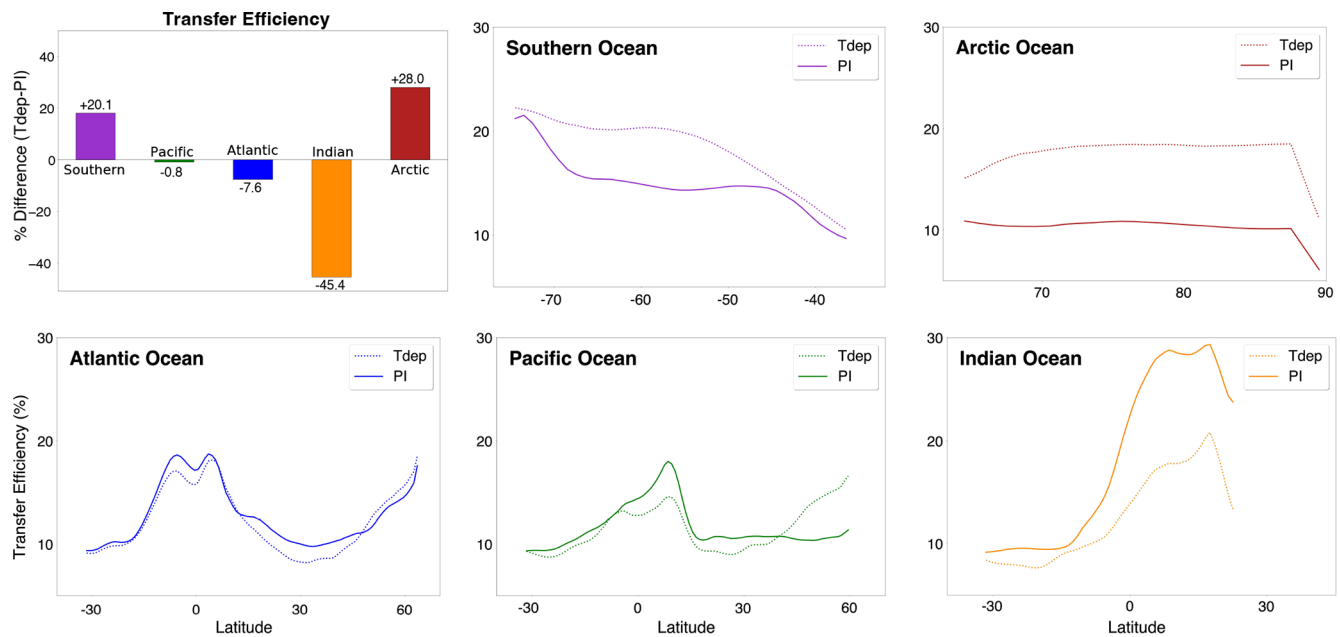 Transfer Efficiency
% Difference (Tdep-PI)
40
20
0
−20
−40
+20.1
Southern
Pacific
-0.8
Atlantic
-7.6
Indian
-45.4
+28.0
Arctic
30
20
10
Southern Ocean
Tdep
PI
-70 -60 -50 -40
30
20
10
Arctic Ocean
Tdep
PI
70 80 90
Transfer Efficiency (%)
30
20
10
Atlantic Ocean
Tdep
PI
-30 0 30 60
Latitude
30
20
10
Pacific Ocean
Tdep
PI
-30 0 30 60
Latitude
30
20
10
Indian Ocean
Tdep
PI
-30 0 30
Latitude